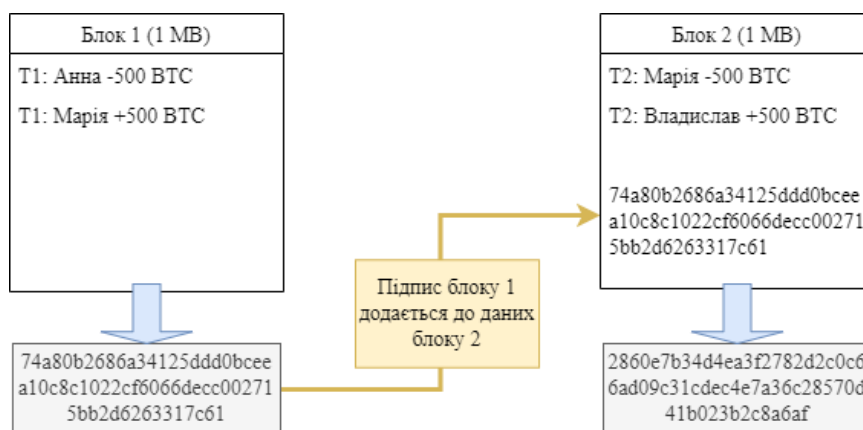 Блок 1 (1 MB)
T1: Анна -500 BTC
T1: Марія +500 BTC
74a80b2686a34125ddd0bcee
a10c8c1022cf6066decc00271
5bb2d6263317c61
Підпис блоку 1
додається до даних
блоку 2
Блок 2 (1 MB)
T2: Марія -500 BTC
T2: Владислав +500 BTC
74a80b2686a34125ddd0bcee
a10c8c1022cf6066decc00271
5bb2d6263317c61
2860e7b34d4ea3f2782d2c0c6
6ad09c31cdec4e7a36c28570d
41b023b2c8a6af